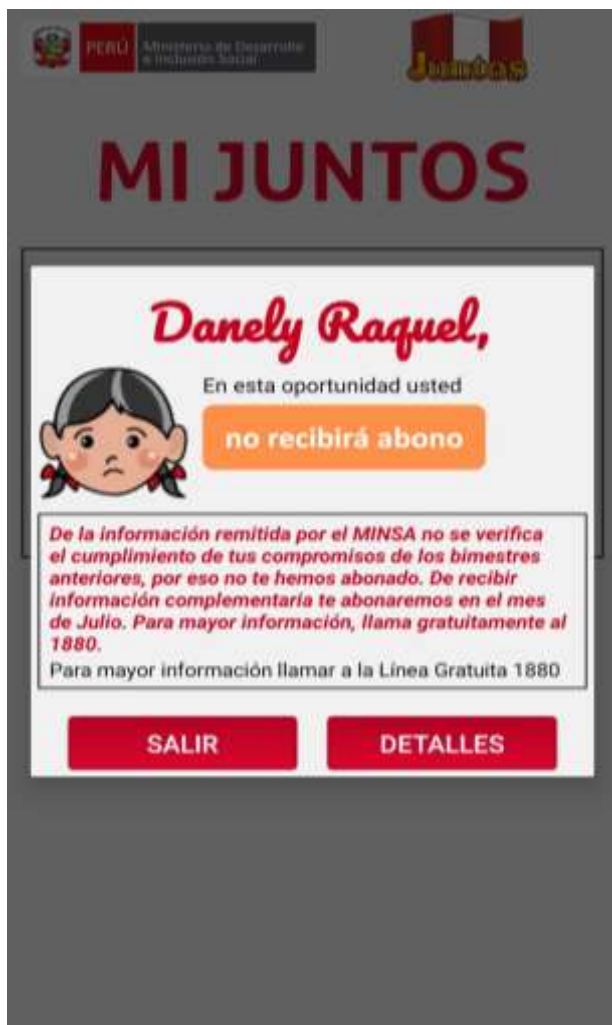 PERÚ
Ministerio de Desarrollo
e Inclusión Social
Juntos
MI JUNTOS
Danely Raquel,
En esta oportunidad usted
no recibirá abono
De la información remitida por el MINSA no se verifica
el cumplimiento de tus compromisos de los bimestres
anteriores, por eso no te hemos abonado. De recibir
información complementaria te abonaremos en el mes
de Julio. Para mayor información, llama gratuitamente al
1880.
Para mayor información llamar a la Línea Gratuita 1880
SALIR
DETALLES